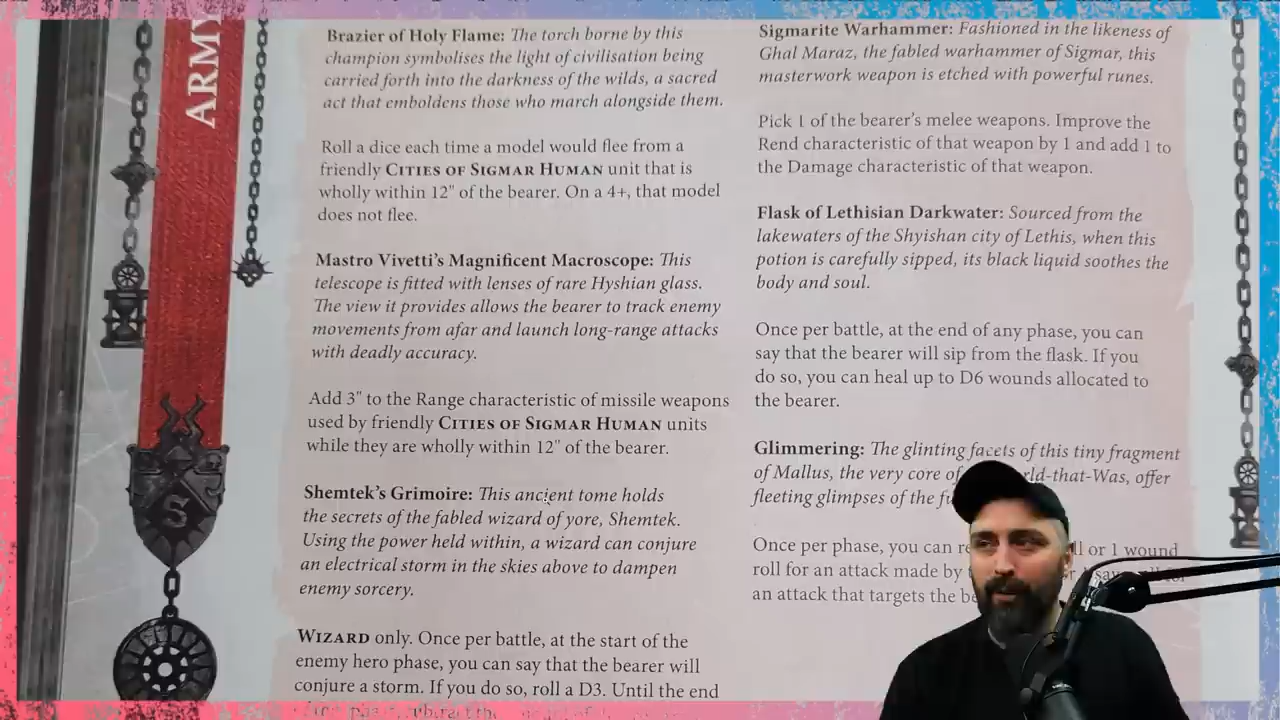 ARMY
Brazier of Holy Flame: The torch borne by this
champion symbolises the light of civilisation being
carried forth into the darkness of the wilds, a sacred
act that emboldens those who march alongside them.
Roll a dice each time a model would flee from a
friendly CITIES OF SIGMAR HUMAN unit that is
wholly within 12" of the bearer. On a 4+, that model
does not flee.
Mastro Vivetti's Magnificent Macroscope: This
telescope is fitted with lenses of rare Hyshian glass.
The view it provides allows the bearer to track enemy
movements from afar and launch long-range attacks
with deadly accuracy.
Add 3" to the Range characteristic of missile weapons
used by friendly CITIES OF SIGMAR HUMAN units
while they are wholly within 12" of the bearer.
Shemtek's Grimoire: This ancient tome holds
the secrets of the fabled wizard of yore, Shemtek.
Using the power held within, a wizard can conjure
an electrical storm in the skies above to dampen
enemy sorcery.
WIZARD only. Once per battle, at the start of the
enemy hero phase, you can say that the bearer will
conjure a storm. If you do so, roll a D3. Until the end
Sigmarite Warhammer: Fashioned in the likeness of
Ghal Maraz, the fabled warhammer of Sigmar, this
masterwork weapon is etched with powerful runes.
Pick 1 of the bearer's melee weapons. Improve the
Rend characteristic of that weapon by 1 and add 1 to
the Damage characteristic of that weapon.
Flask of Lethisian Darkwater: Sourced from the
lakewaters of the Shyishan city of Lethis, when this
potion is carefully sipped, its black liquid soothes the
body and soul.
Once per battle, at the end of any phase, you can
say that the bearer will sip from the flask. If you
do so, you can heal up to D6 wounds allocated to
the bearer.
Glimmering: The glinting facets of this tiny fragment
of Mallus, the very core of rld-that-Was, offer
fleeting glimpses of the
Once per phase, you can or 1 wound
roll for an attack made by
an attack that targets the
S